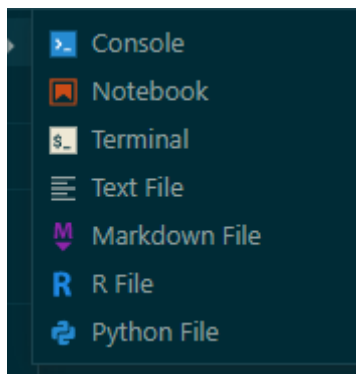 Console
Notebook
$_ Terminal
Text File
M Markdown File
R R File
Python File